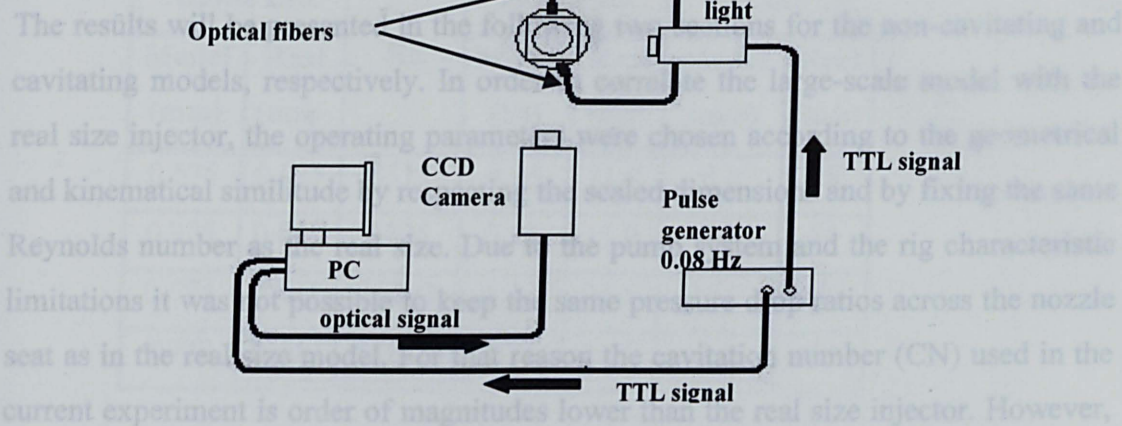 light
Optical fibers
The results will be presented in the following two sections for the non-cavitating and
cavitating models, respectively. In order to correlate the large-scale model with the
real size injector, the operating parameters were chosen according to the geometrical
and kinematical similitude by respecting the scaled dimensions and by fixing the same
Reynolds number as the real size. Due to the pump system and the rig characteristic
limitations it was not possible to keep the same pressure drop ratios across the nozzle
seat as in the real size model. For that reason the cavitation number (CN) used in the
current experiment is order of magnitudes lower than the real size injector. However,
CCD
Camera
TTL signal
Pulse
generator
0.08 Hz
PC
optical signal
TTL signal